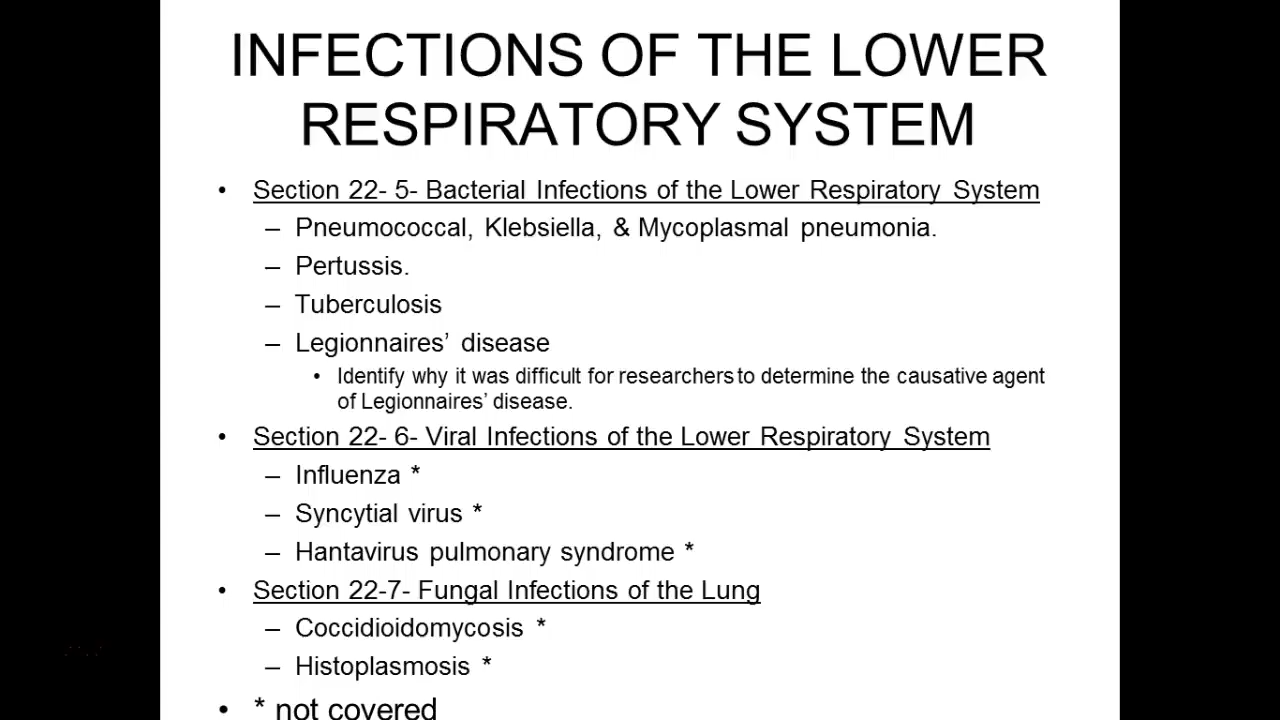 INFECTIONS OF THE LOWER
RESPIRATORY SYSTEM
• Section 22- 5- Bacterial Infections of the Lower Respiratory System
– Pneumococcal, Klebsiella, & Mycoplasmal pneumonia.
– Pertussis.
– Tuberculosis
– Legionnaires’ disease
• Identify why it was difficult for researchers to determine the causative agent
of Legionnaires’ disease.
• Section 22- 6- Viral Infections of the Lower Respiratory System
– Influenza *
– Syncytial virus *
– Hantavirus pulmonary syndrome *
• Section 22-7- Fungal Infections of the Lung
– Coccidioidomycosis *
– Histoplasmosis *
• * not covered